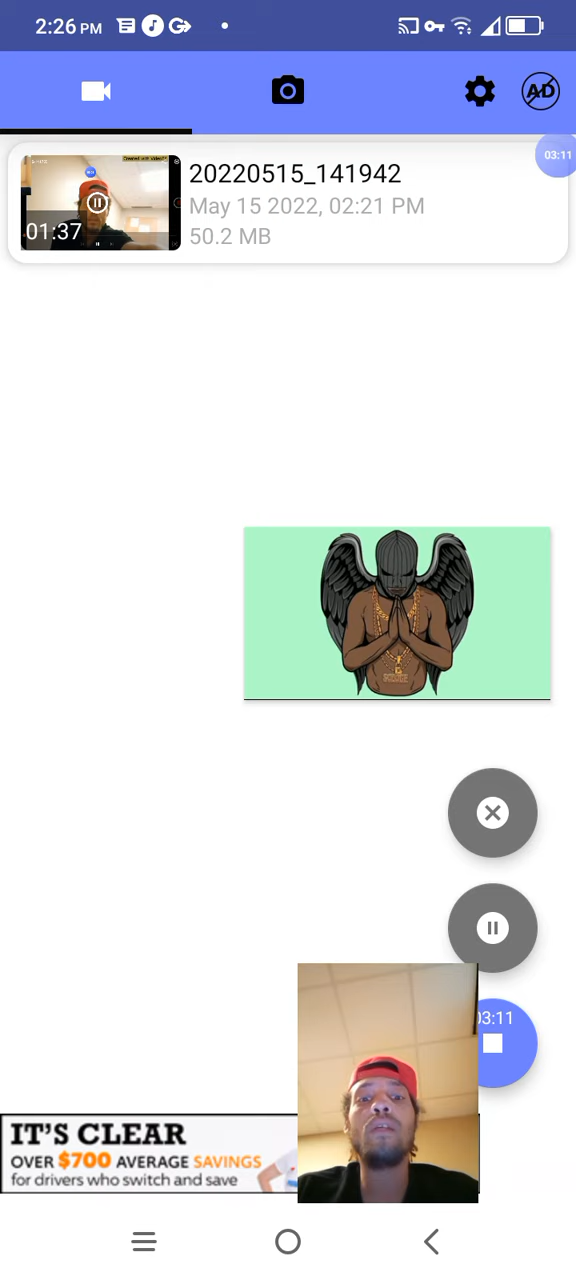 2:26 PM
AD
03:11
20220515_141942
May 15 2022, 02:21 PM
50.2 MB
01:37
03:11
IT'S CLEAR
OVER $700 AVERAGE SAVINGS
for drivers who switch and save